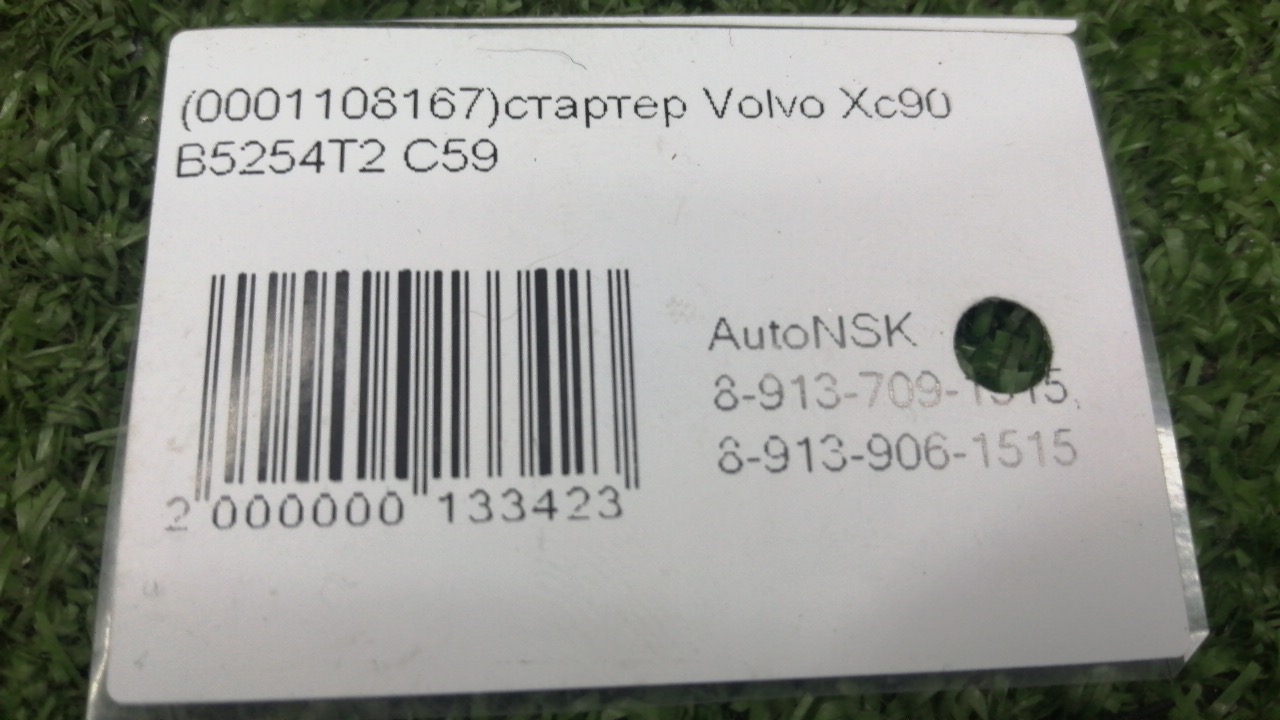 (0001108167)стартер Volvo Xc90
B5254T2 C59
AutoNSK
8-913-709-1515,
8-913-906-1515
2 000000 133423